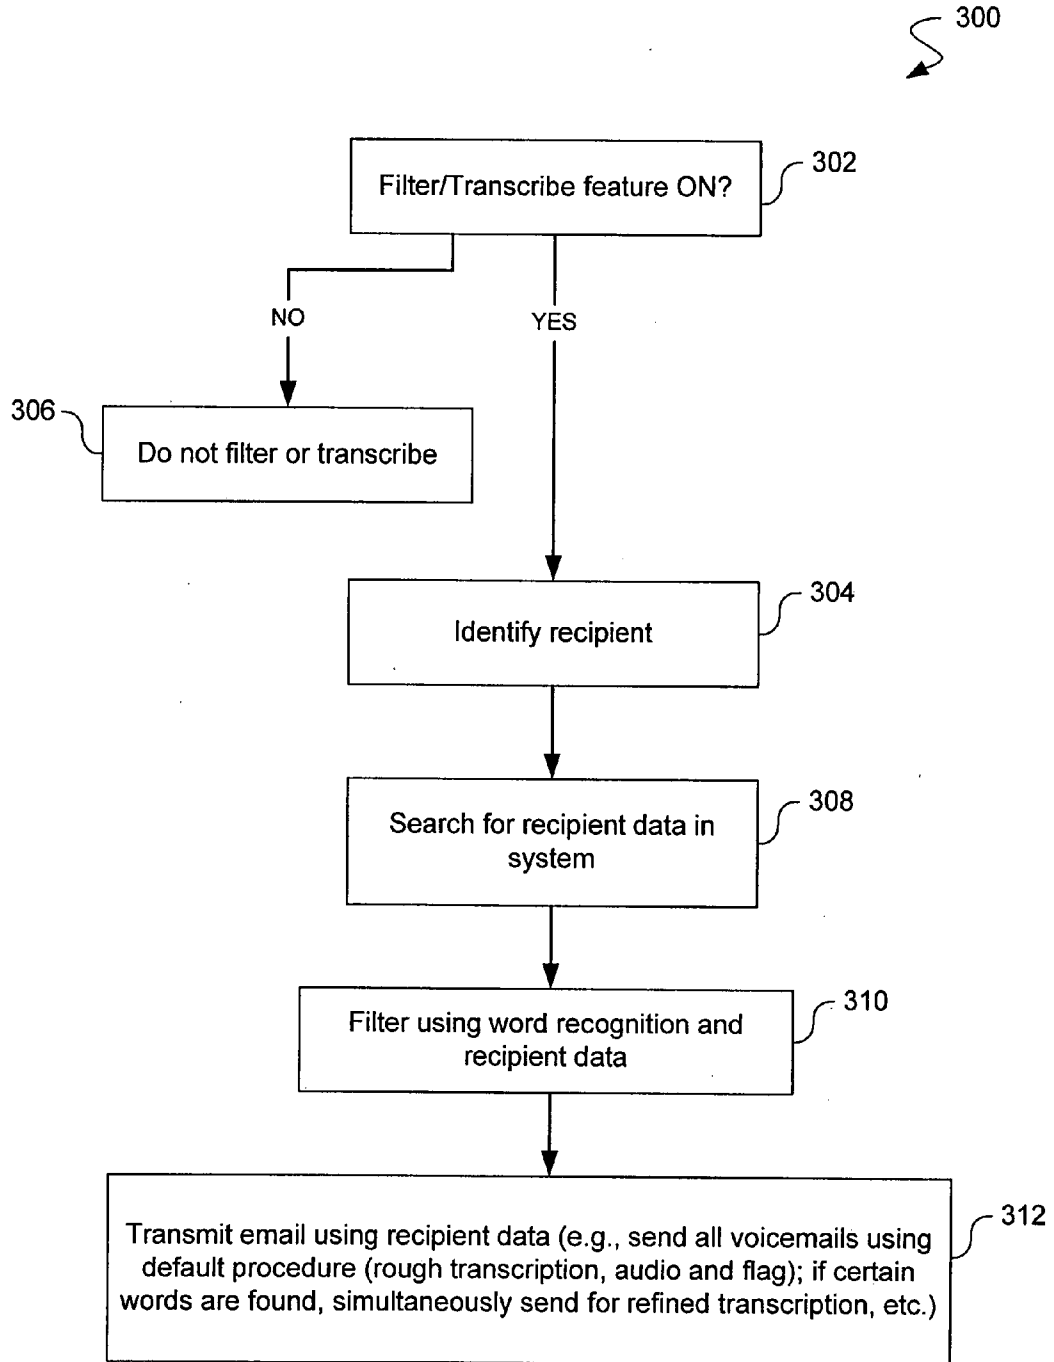 300
Filter/Transcribe feature ON?
302
NO
YES
306
Do not filter or transcribe
304
Identify recipient
308
Search for recipient data in
system
310
Filter using word recognition and
recipient data
312
Transmit email using recipient data (e.g., send all voicemails using
default procedure (rough transcription, audio and flag); if certain
words are found, simultaneously send for refined transcription, etc.)